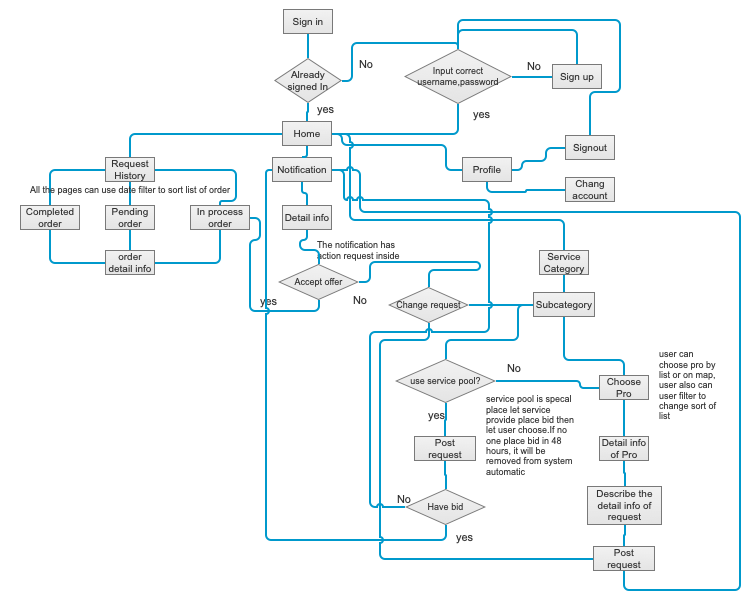 Sign in
Already
signed In
No
yes
Input correct
username,password
No
Sign up
yes
Home
Signout
Request
History
Notification
Profile
All the pages can use date filter to sort list of order
Chang
account
Completed
order
Pending
order
In process
order
Detail info
order
detail info
The notification has
action request inside
Service
Category
Accept offer
yes
No
Change request
Subcategory
user can
choose pro by
list or on map,
user also can
user filter to
change sort of
list
use service pool?
No
Choose
Pro
service pool is specal
place let service
provide place bid then
let user choose.If no
one place bid in 48
hours, it will be
removed from system
automatic
yes
Post
request
Detail info
of Pro
No
Have bid
Describe the
detail info of
request
yes
Post
request